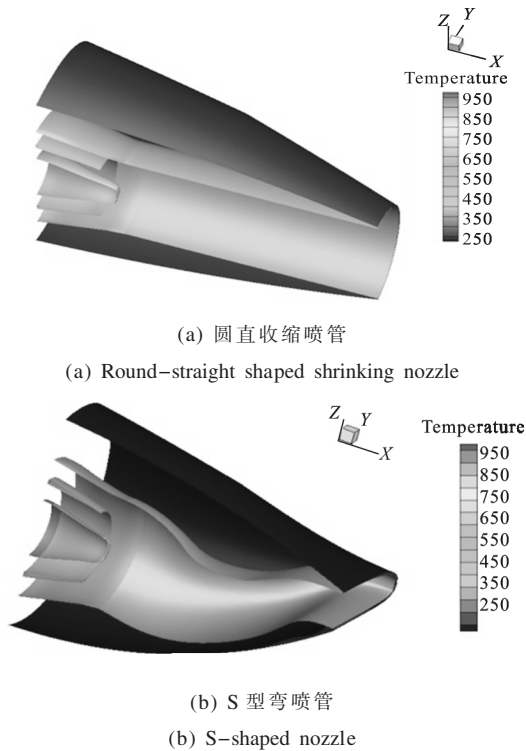 Z Y
X
Temperature
950
850
750
650
550
450
350
250
(a) 圆直收缩喷管
(a) Round-straight shaped shrinking nozzle
Z Y
X
Temperature
950
850
750
650
550
450
350
250
(b) S 型弯喷管
(b) S-shaped nozzle